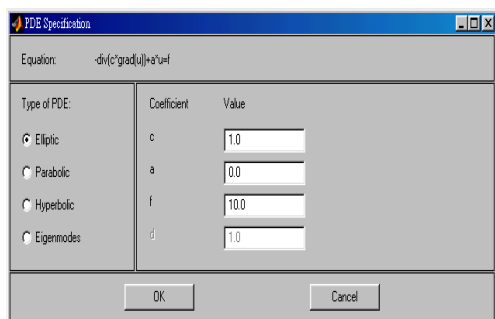 PDE Specification
Equation: -div(c*grad(u))+a*u=f
Type of PDE: Coefficient Value
Elliptic c 1.0
Parabolic a 0.0
Hyperbolic f 10.0
Eigenmodes d 1.0
OK Cancel